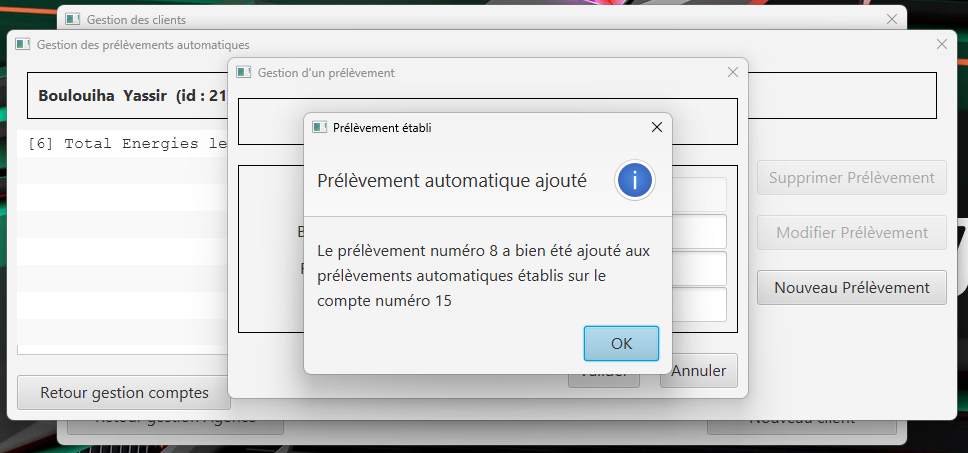 Gestion des clients
Gestion des prélèvements automatiques
Gestion d'un prélèvement
Boulouiha Yassir (id : 21
Prélèvement établi
[6] Total Energies le
Prélèvement automatique ajouté
Supprimer Prélèvement
Modifier Prélèvement
Le prélèvement numéro 8 a bien été ajouté aux
prélèvements automatiques établis sur le
compte numéro 15
Nouveau Prélèvement
OK
Annuler
Retour gestion comptes
Retour gestion Agence
Nouveau client